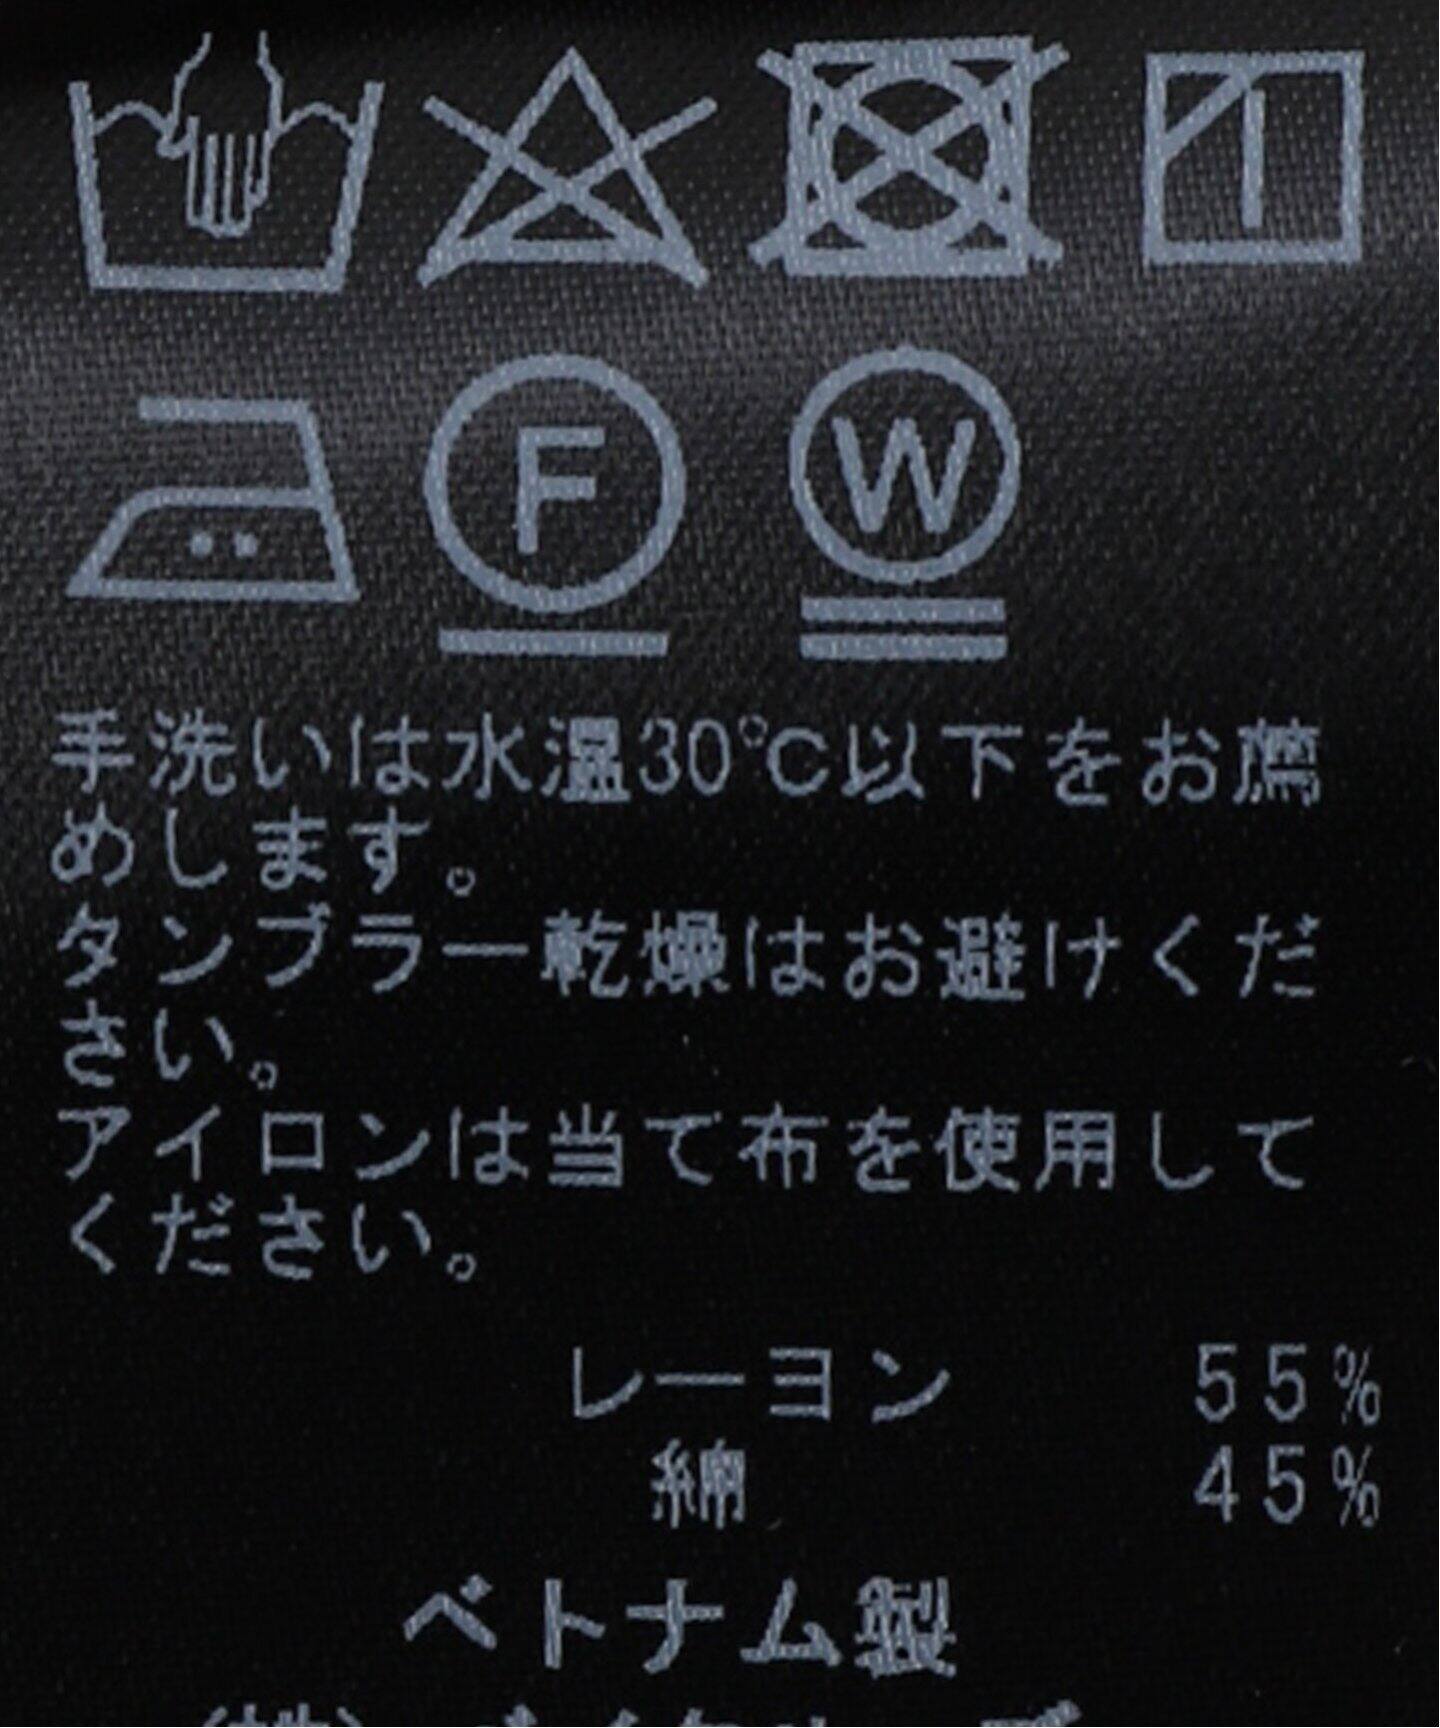 F W
手洗いは水温30℃以下をお薦
めします。
タンブラー乾燥はお避けくだ
さい。
アイロンは当て布を使用して
ください。
レーヨン 55%
綿 45%
ベトナム製